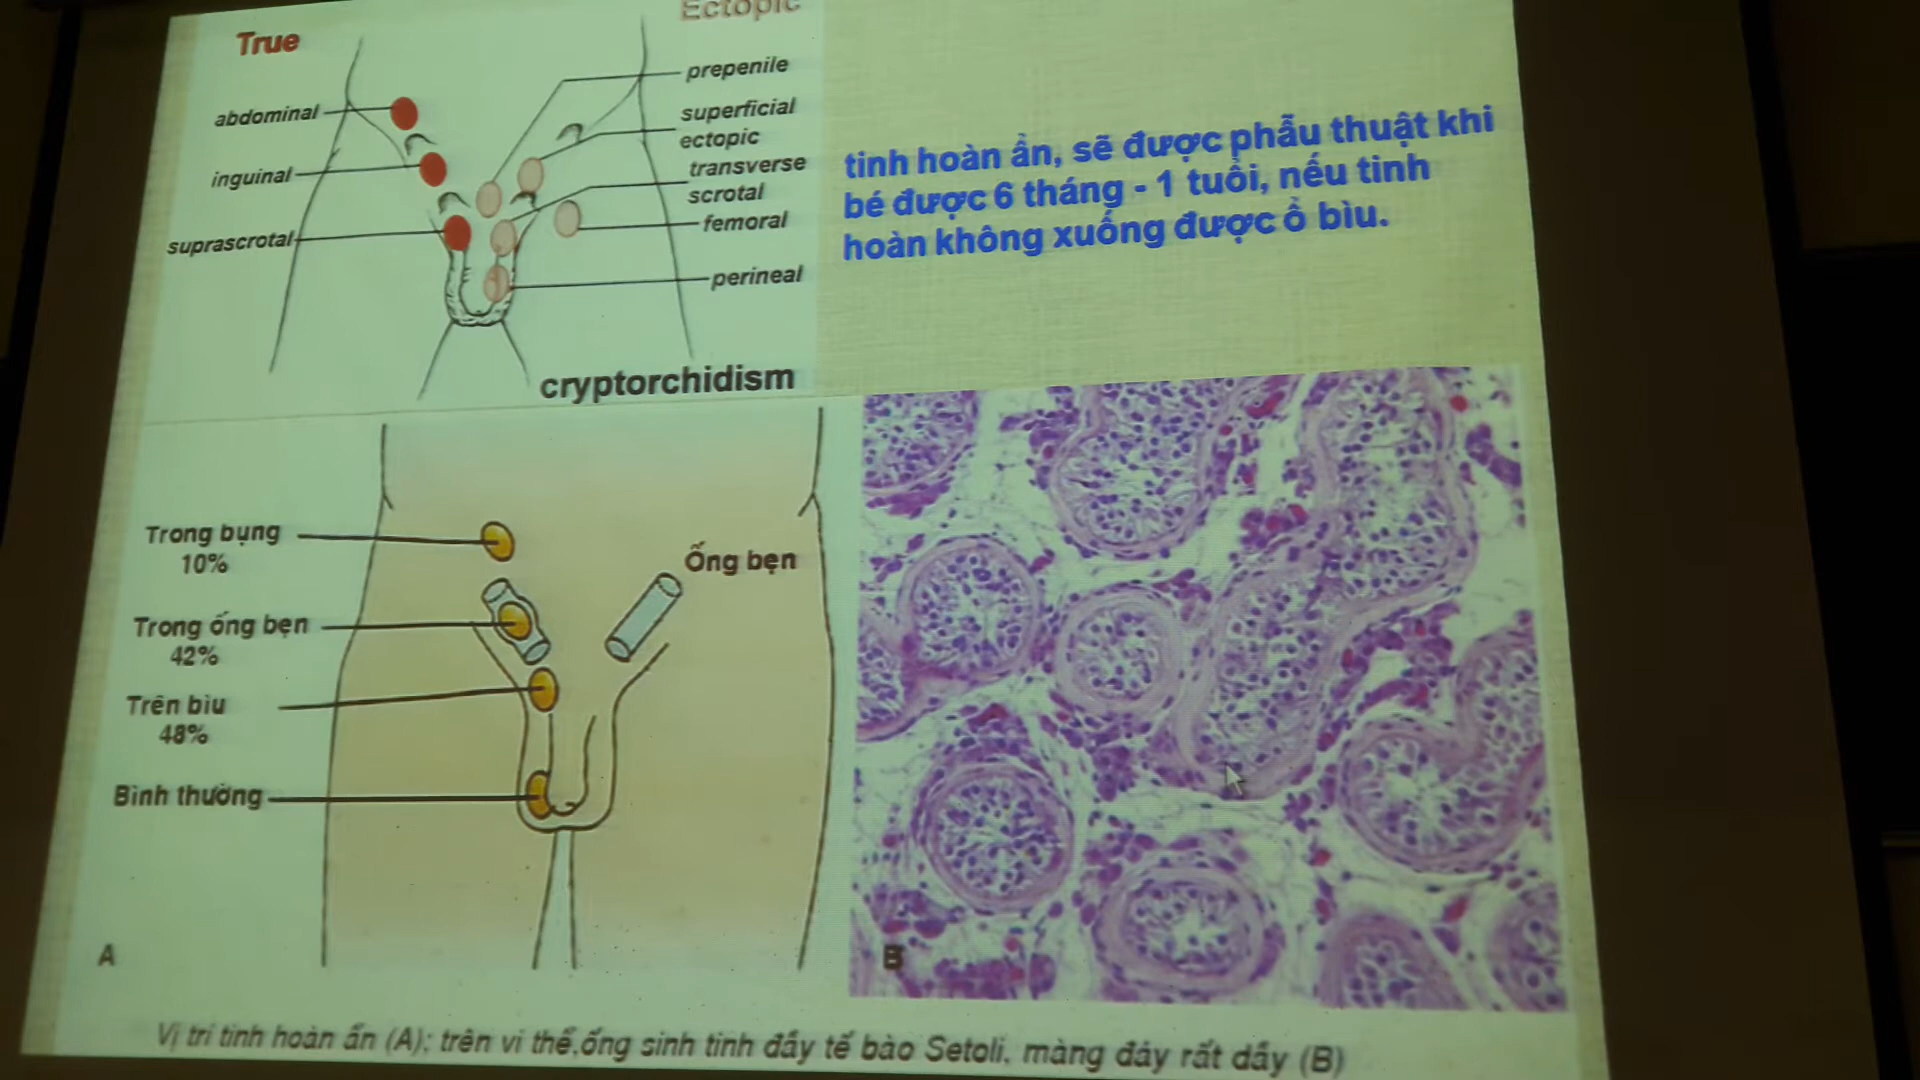 True
Ectopic
abdominal
inguinal
suprascrotal
prepenile
superficial
ectopic
transverse
scrotal
femoral
perineal
cryptorchidism
tinh hoàn ẩn, sẽ được phẫu thuật khi
bé được 6 tháng - 1 tuổi, nếu tinh
hoàn không xuống được ổ bìu.
Trong bụng
10%
Trong ống bẹn
42%
Trên bìu
48%
Bình thường
Ống bẹn
A
B
Vị trí tinh hoàn ẩn (A); trên vi thể,ống sinh tinh đầy tế bào Setoli, màng đáy rất dầy (B)